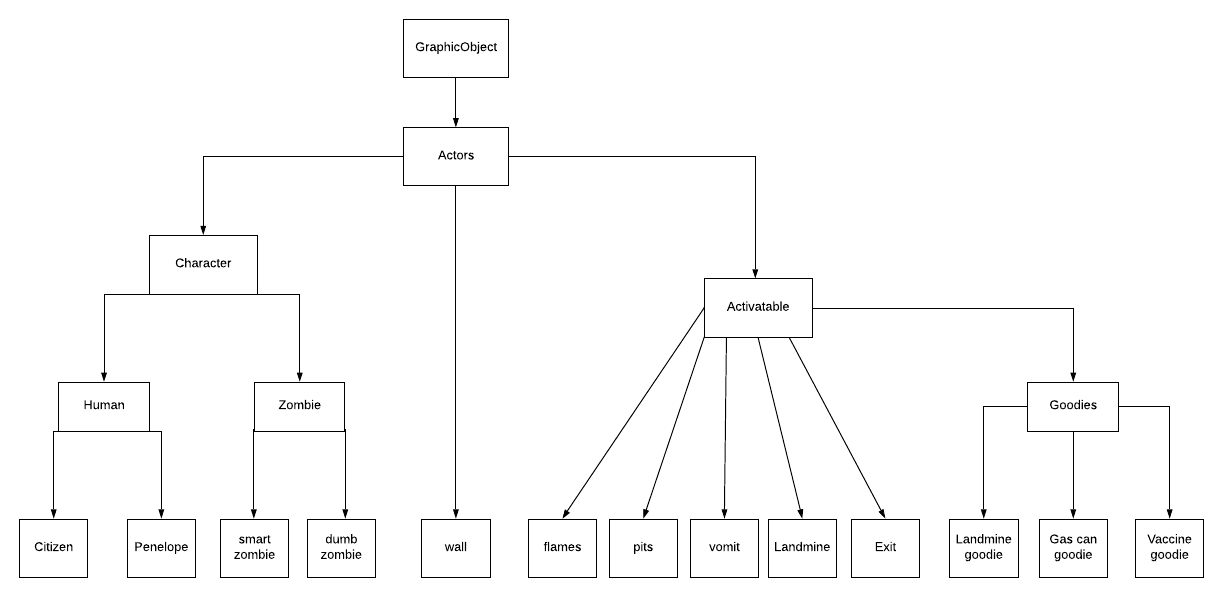 GraphicObject
Actors
Character
Activatable
Human
Zombie
Goodies
Citizen
Penelope
smart
zombie
dumb
zombie
wall
flames
pits
vomit
Landmine
Exit
Landmine
goodie
Gas can
goodie
Vaccine
goodie